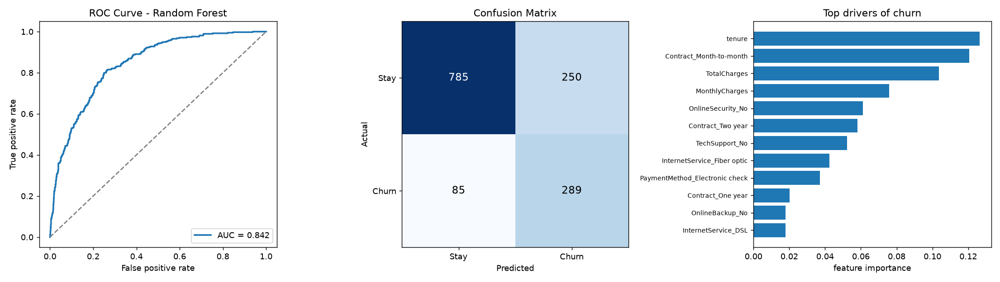 ROC Curve - Random Forest
True positive rate
1.0
0.8
0.6
0.4
0.2
0.0
AUC = 0.842
0.0 0.2 0.4 0.6 0.8 1.0
False positive rate
Confusion Matrix
Actual
Stay 785 250
Churn 85 289
Stay Churn
Predicted
Top drivers of churn
tenure
Contract_Month-to-month
TotalCharges
MonthlyCharges
OnlineSecurity_No
Contract_Two year
TechSupport_No
InternetService_Fiber optic
PaymentMethod_Electronic check
Contract_One year
OnlineBackup_No
InternetService_DSL
0.00 0.02 0.04 0.06 0.08 0.10 0.12
feature importance